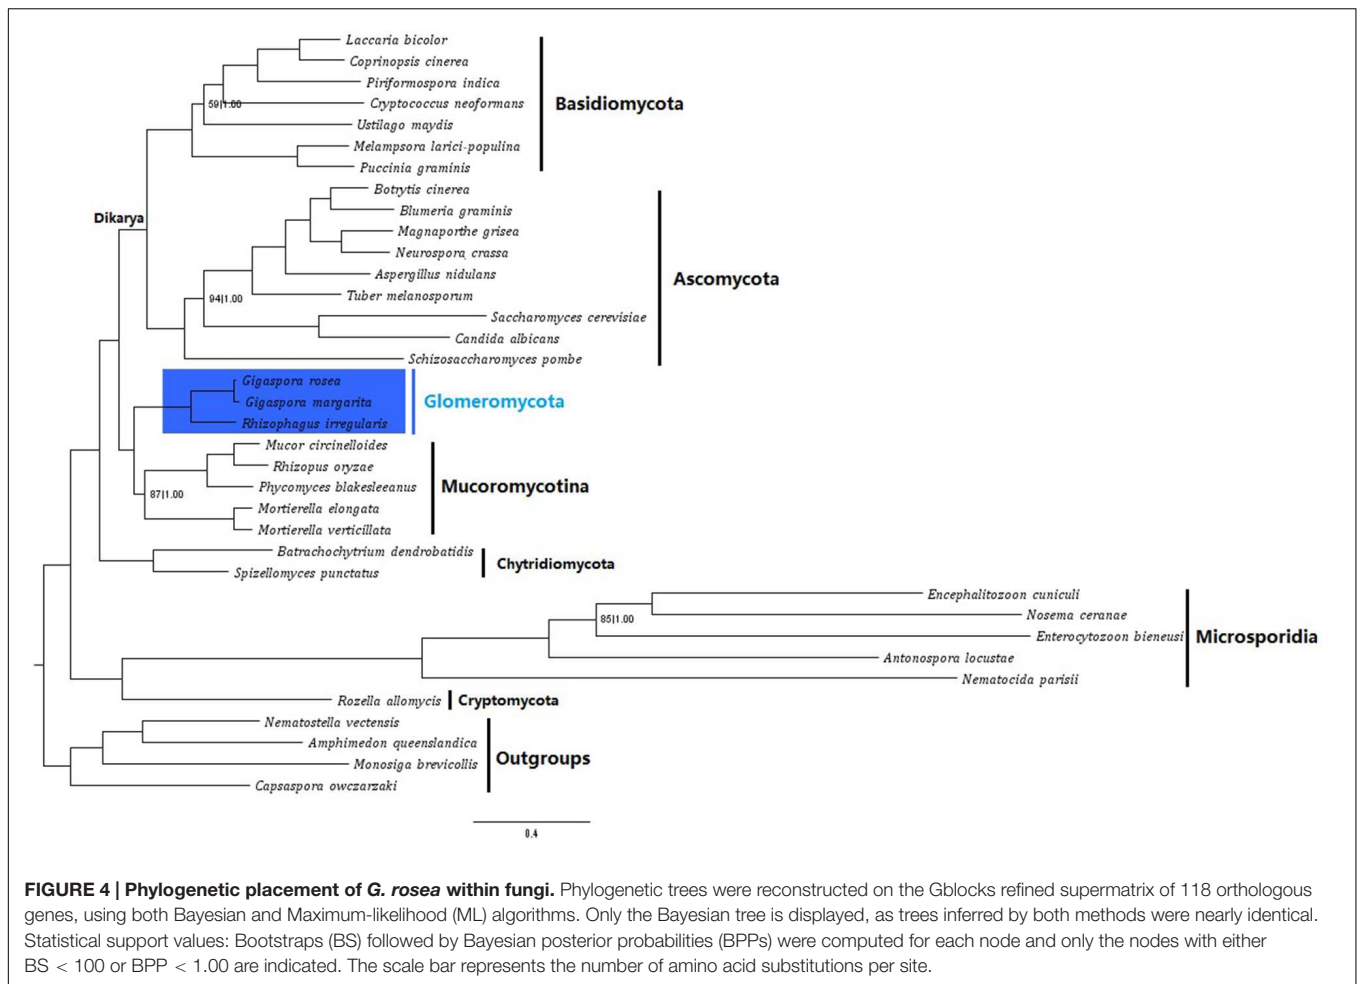 Laccaria bicolor
Coprinopsis cinerea
Piriformospora indica
59|1.00
Cryptococcus neoformans
Basidiomycota
Ustilago maydis
Melampsora larici-populina
Puccinia graminis
Botrytis cinerea
Blumeria graminis
Dikarya
Magnaporthe grisea
Neurospora crassa
Aspergillus nidulans
Ascomycota
94|1.00
Tuber melanosporum
Saccharomyces cerevisiae
Candida albicans
Schizosaccharomyces pombe
Gigaspora rosea
Gigaspora margarita
Glomeromycota
Rhizophagus irregularis
Mucor circinelloides
Rhizopus oryzae
Phycomyces blakesleeanus
Mucoromycotina
87|1.00
Mortierella elongata
Mortierella verticillata
Batrachochytrium dendrobatidis
Chytridiomycota
Spizellomyces punctatus
Encephalitozoon cuniculi
Nosema ceranae
85|1.00
Enterocytozoon bieneusi
Microsporidia
Antonospora locustae
Nematocida parisii
Rozella allomycis
Cryptomycota
Nematostella vectensis
Amphimedon queenslandica
Outgroups
Monosiga brevicollis
Capsaspora owczarzaki
0.4
FIGURE 4 | Phylogenetic placement of G. rosea within fungi. Phylogenetic trees were reconstructed on the Gblocks refined supermatrix of 118 orthologous
genes, using both Bayesian and Maximum-likelihood (ML) algorithms. Only the Bayesian tree is displayed, as trees inferred by both methods were nearly identical.
Statistical support values: Bootstraps (BS) followed by Bayesian posterior probabilities (BPPs) were computed for each node and only the nodes with either
BS < 100 or BPP < 1.00 are indicated. The scale bar represents the number of amino acid substitutions per site.